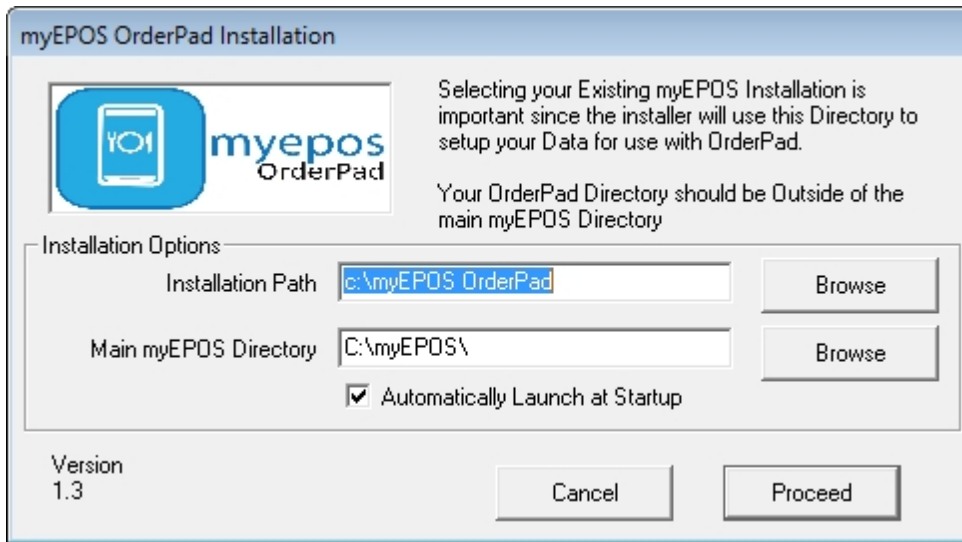 myEPOS OrderPad Installation
myepos
OrderPad
Selecting your Existing myEPOS Installation is
important since the installer will use this Directory to
setup your Data for use with OrderPad.
Your OrderPad Directory should be Outside of the
main myEPOS Directory
Installation Options
Installation Path c:\myEPOS OrderPad Browse
Main myEPOS Directory C:\myEPOS\ Browse
Automatically Launch at Startup
Version
1.3
Cancel Proceed